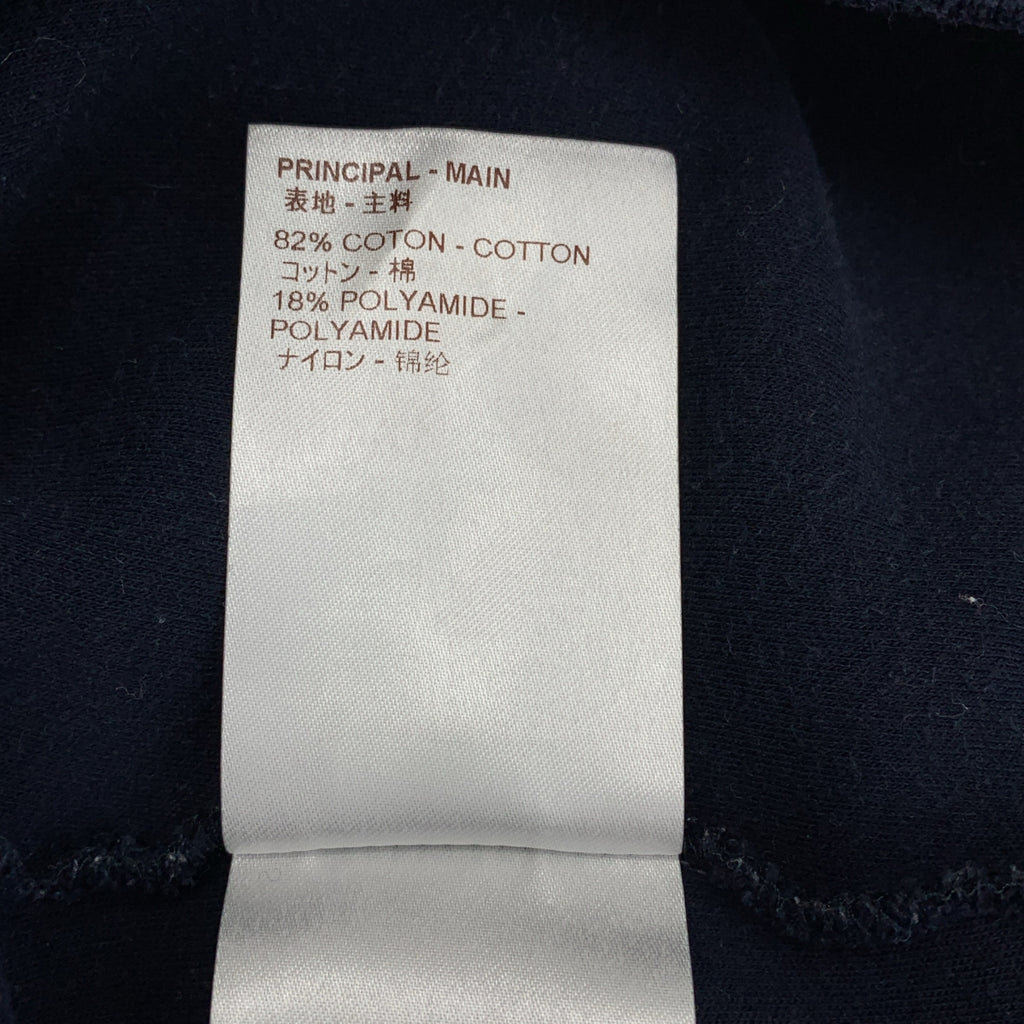 PRINCIPAL - MAIN
表地 - 主料
82% COTON - COTTON
コットン - 棉
18% POLYAMIDE -
POLYAMIDE
ナイロン - 锦纶